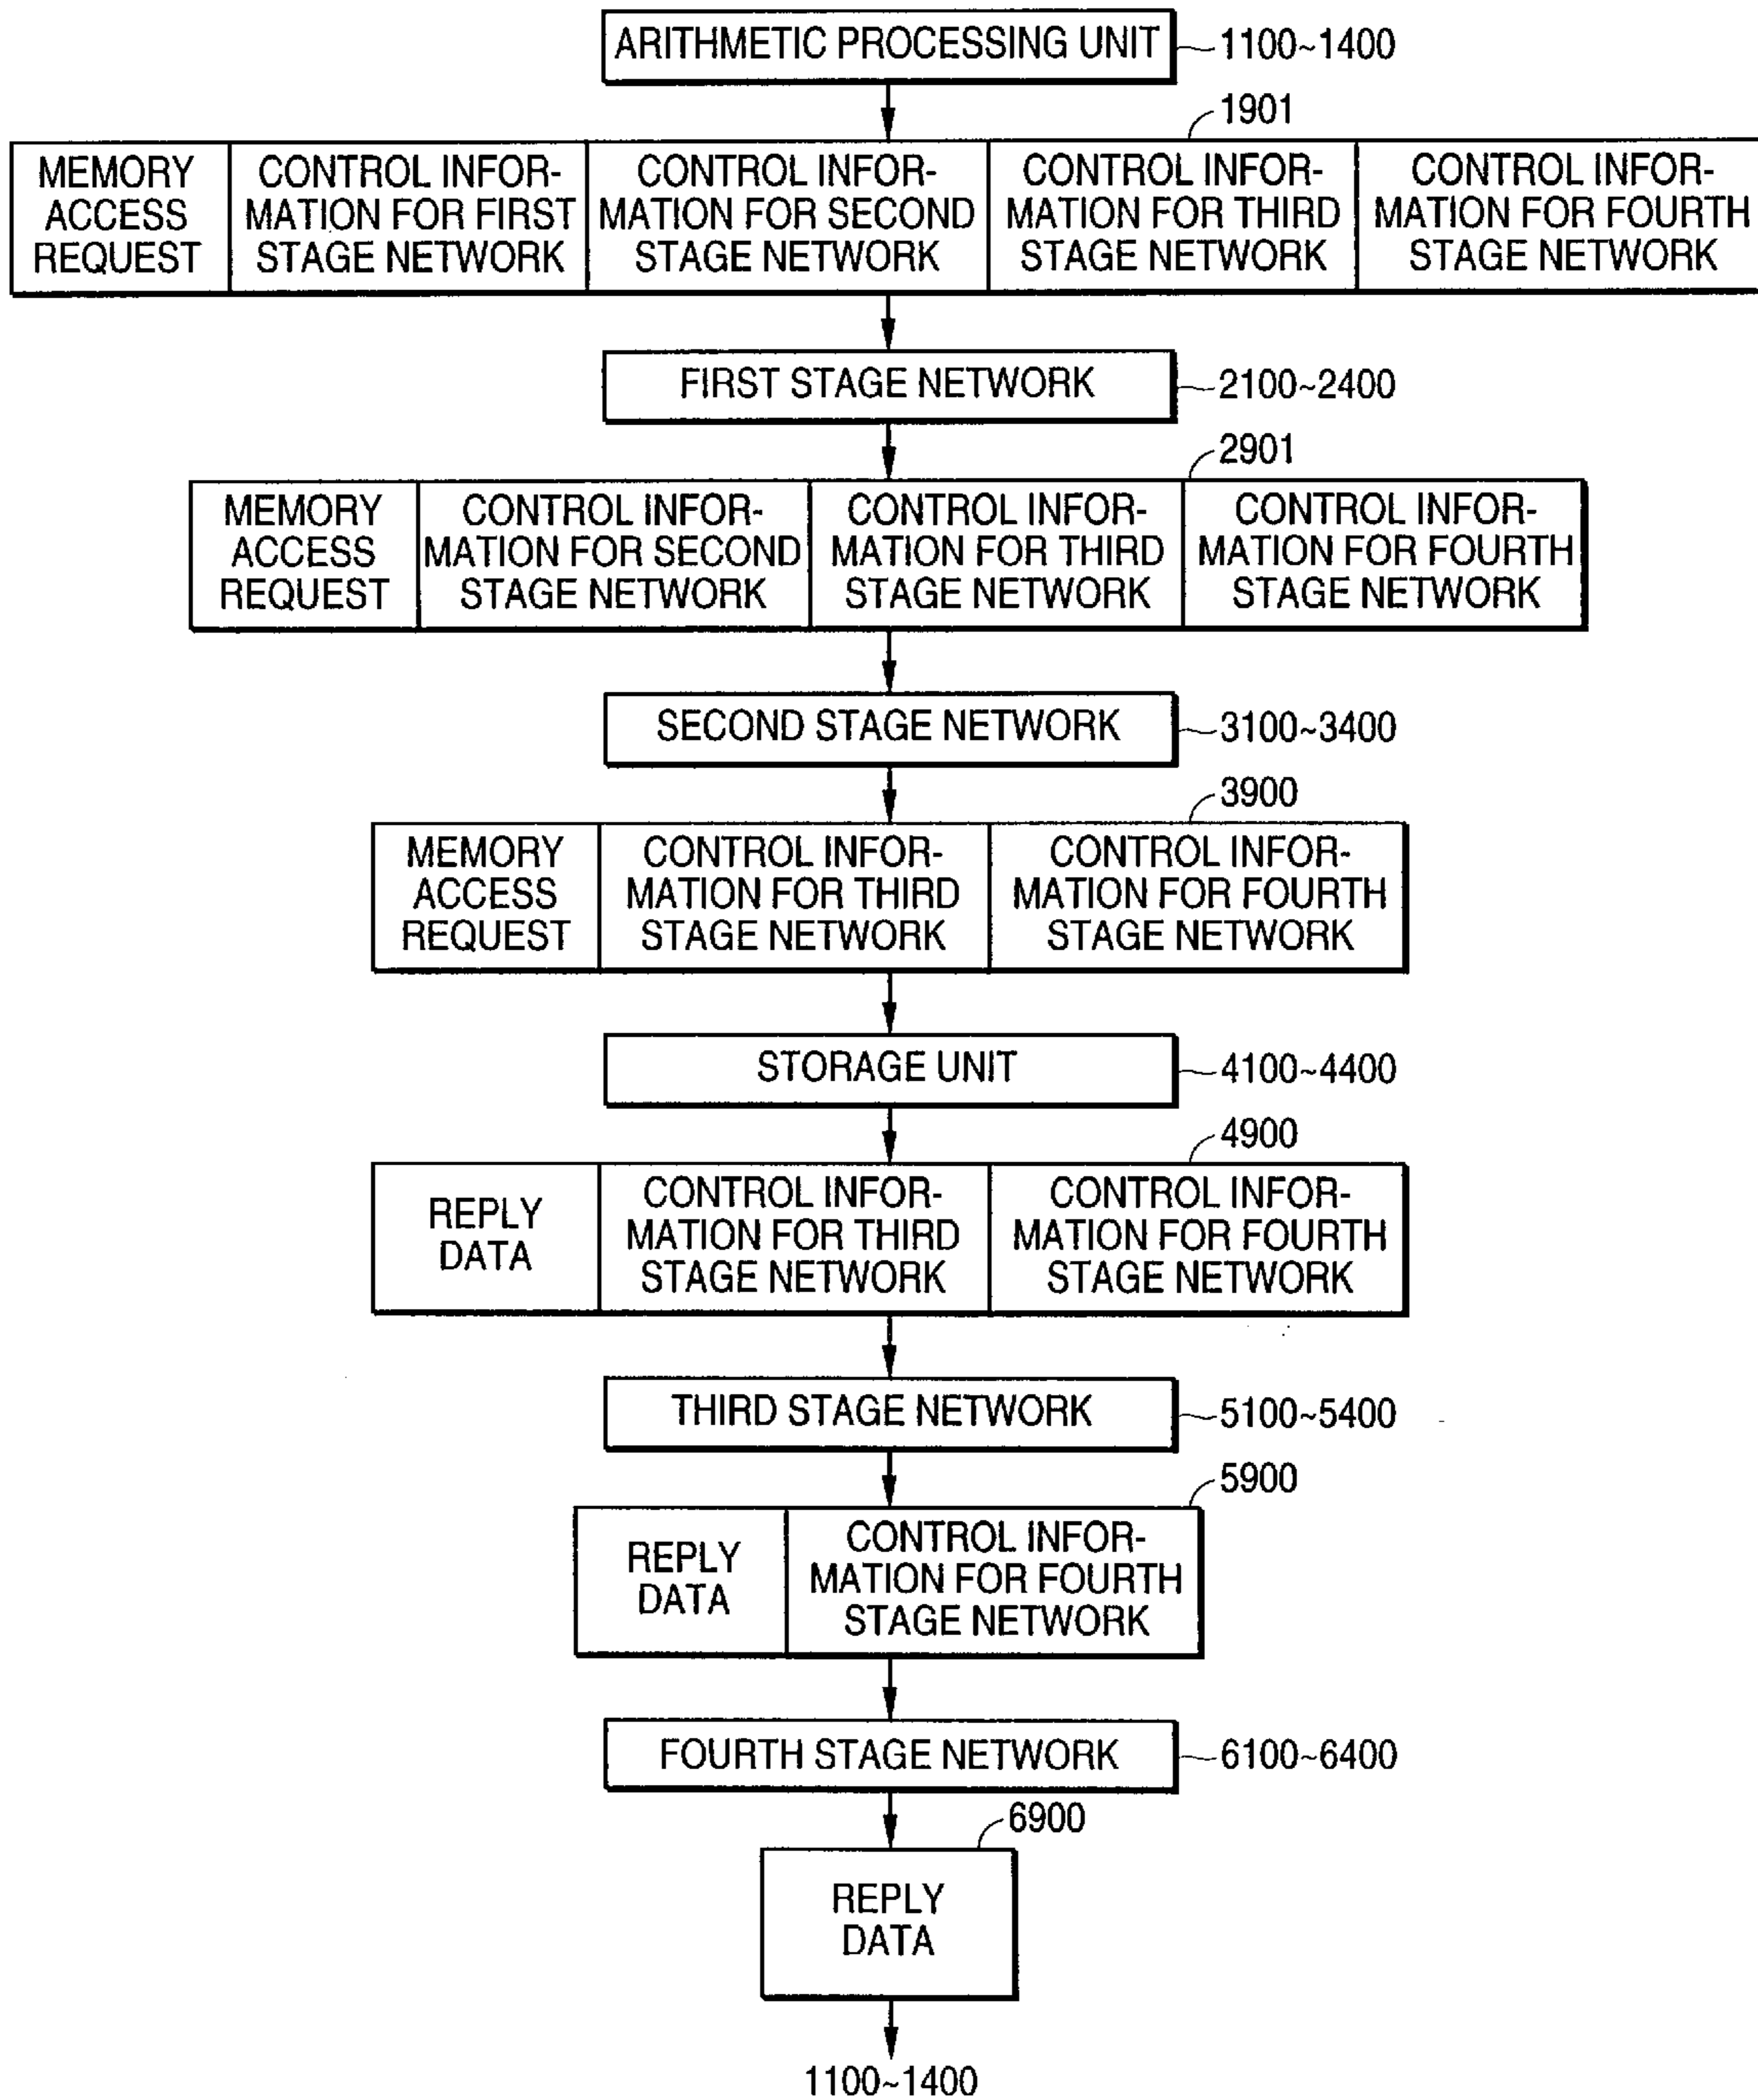 ARITHMETIC PROCESSING UNIT 1100~1400
1901
MEMORY ACCESS REQUEST
CONTROL INFOR-
MATION FOR FIRST
STAGE NETWORK
CONTROL INFOR-
MATION FOR SECOND
STAGE NETWORK
CONTROL INFOR-
MATION FOR THIRD
STAGE NETWORK
CONTROL INFOR-
MATION FOR FOURTH
STAGE NETWORK
FIRST STAGE NETWORK 2100~2400
2901
MEMORY
ACCESS
REQUEST
CONTROL INFOR-
MATION FOR SECOND
STAGE NETWORK
CONTROL INFOR-
MATION FOR THIRD
STAGE NETWORK
CONTROL INFOR-
MATION FOR FOURTH
STAGE NETWORK
SECOND STAGE NETWORK 3100~3400
3900
MEMORY
ACCESS
REQUEST
CONTROL INFOR-
MATION FOR THIRD
STAGE NETWORK
CONTROL INFOR-
MATION FOR FOURTH
STAGE NETWORK
STORAGE UNIT 4100~4400
4900
REPLY
DATA
CONTROL INFOR-
MATION FOR THIRD
STAGE NETWORK
CONTROL INFOR-
MATION FOR FOURTH
STAGE NETWORK
THIRD STAGE NETWORK 5100~5400
5900
REPLY
DATA
CONTROL INFOR-
MATION FOR FOURTH
STAGE NETWORK
FOURTH STAGE NETWORK 6100~6400
6900
REPLY
DATA
1100~1400